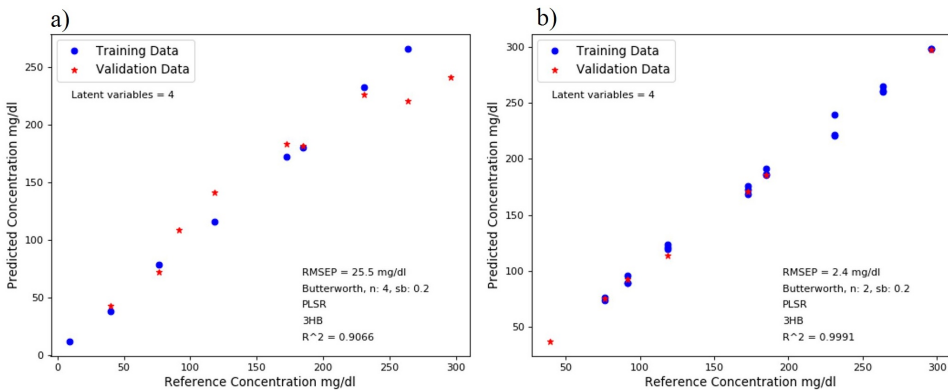 a)
Training Data
Validation Data
Latent variables = 4
250
200
150
100
50
0
Predicted Concentration mg/dl
RMSEP = 25.5 mg/dl
Butterworth, n: 4, sb: 0.2
PLSR
3HB
R^2 = 0.9066
0 50 100 150 200 250 300
Reference Concentration mg/dl
b)
Training Data
Validation Data
Latent variables = 4
300
250
200
150
100
50
Predicted Concentration mg/dl
RMSEP = 2.4 mg/dl
Butterworth, n: 2, sb: 0.2
PLSR
3HB
R^2 = 0.9991
50 100 150 200 250 300
Reference Concentration mg/dl